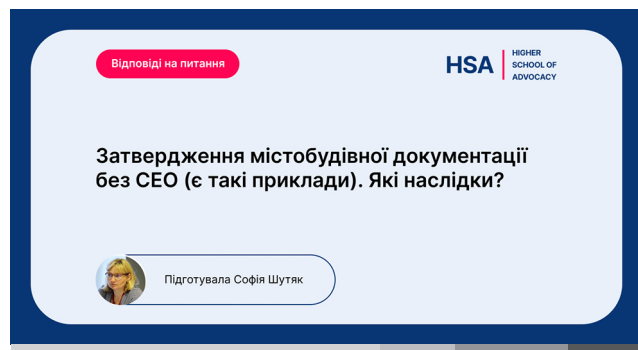 Відповіді на питання
HSA
HIGHER
SCHOOL OF
ADVOCACY
Затвердження містобудівної документації
без СЕО (є такі приклади). Які наслідки?
Підготувала Софія Шутяк